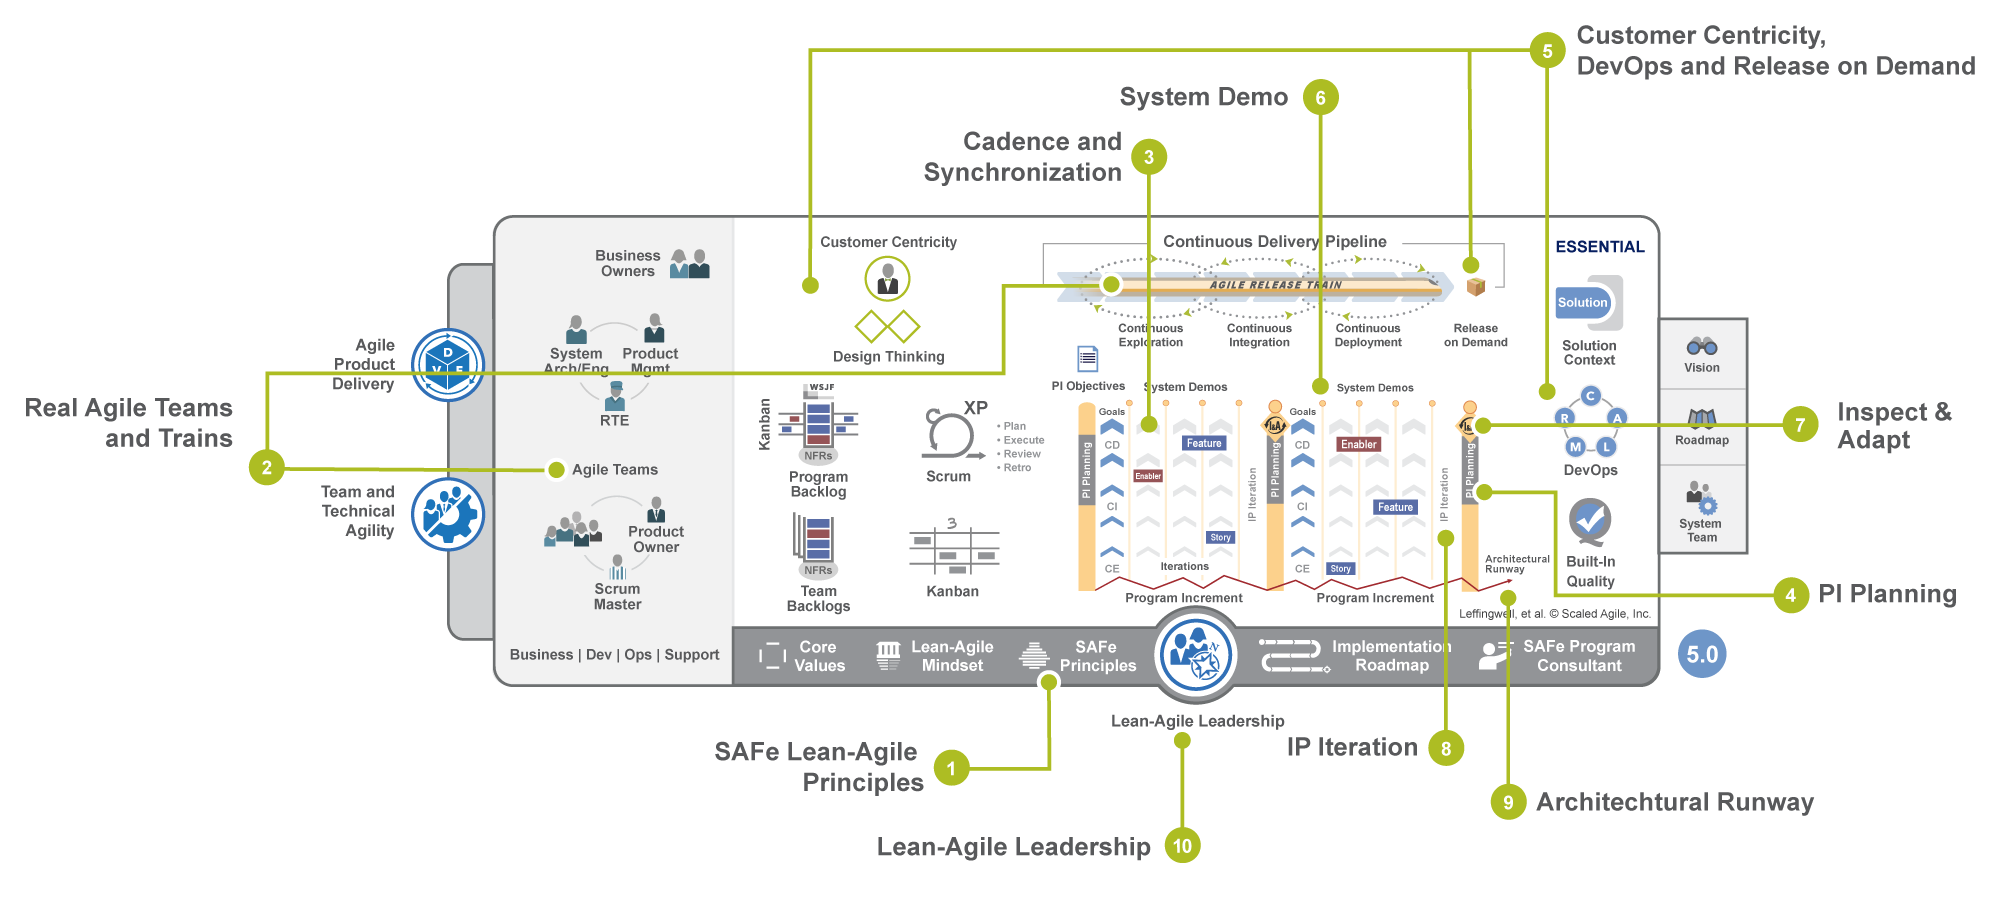 Customer Centricity,
DevOps and Release on Demand
5
System Demo
6
Cadence and
Synchronization
3
Customer Centricity
Design Thinking
Continuous Delivery Pipeline
AGILE RELEASE TRAIN
Continuous
Exploration
Continuous
Integration
Continuous
Deployment
Release
on Demand
ESSENTIAL
Solution
Solution
Context
Business
Owners
System
Arch/Eng
Product
Mgmt
RTE
Agile
Product
Delivery
D
V
Real Agile Teams
and Trains
2
Agile Teams
Team and
Technical
Agility
Product
Owner
Scrum
Master
Business | Dev | Ops | Support
WSJF
Kanban
NFRs
Program
Backlog
NFRs
Team
Backlogs
XP
• Plan
• Execute
• Review
• Retro
Scrum
3
Kanban
PI Objectives
System Demos
System Demos
Goals
CD
CI
CE
PI Planning
Feature
Enabler
Story
Iterations
IP Iteration
Program Increment
I&A
PI Planning
Goals
CD
CI
CE
Enabler
Feature
Story
IP Iteration
Program Increment
I&A
PI Planning
Architectural
Runway
C
R
A
M
L
DevOps
Built-In
Quality
Leffingwell, et al. © Scaled Agile, Inc.
Vision
Roadmap
System
Team
7
Inspect &
Adapt
4
PI Planning
Core
Values
Lean-Agile
Mindset
SAFe
Principles
Implementation
Roadmap
SAFe Program
Consultant
5.0
Lean-Agile Leadership
SAFe Lean-Agile
Principles
1
IP Iteration
8
9
Architechtural Runway
Lean-Agile Leadership
10